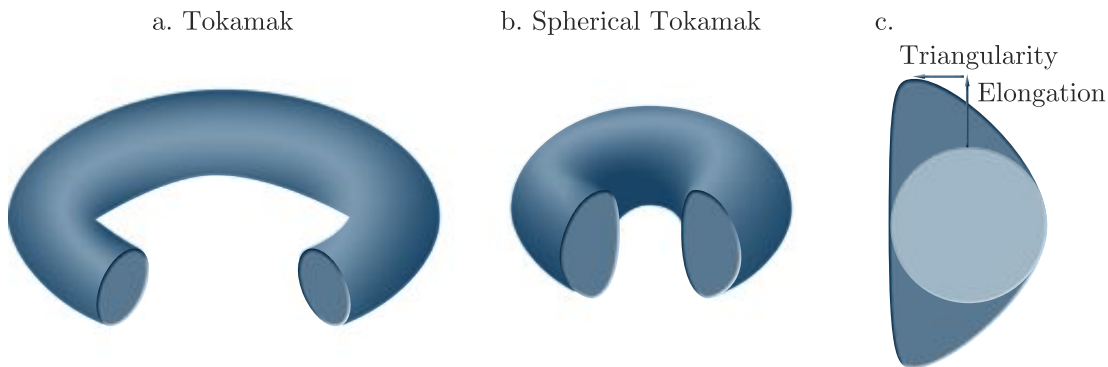 a. Tokamak
b. Spherical Tokamak
c.
Triangularity
Elongation